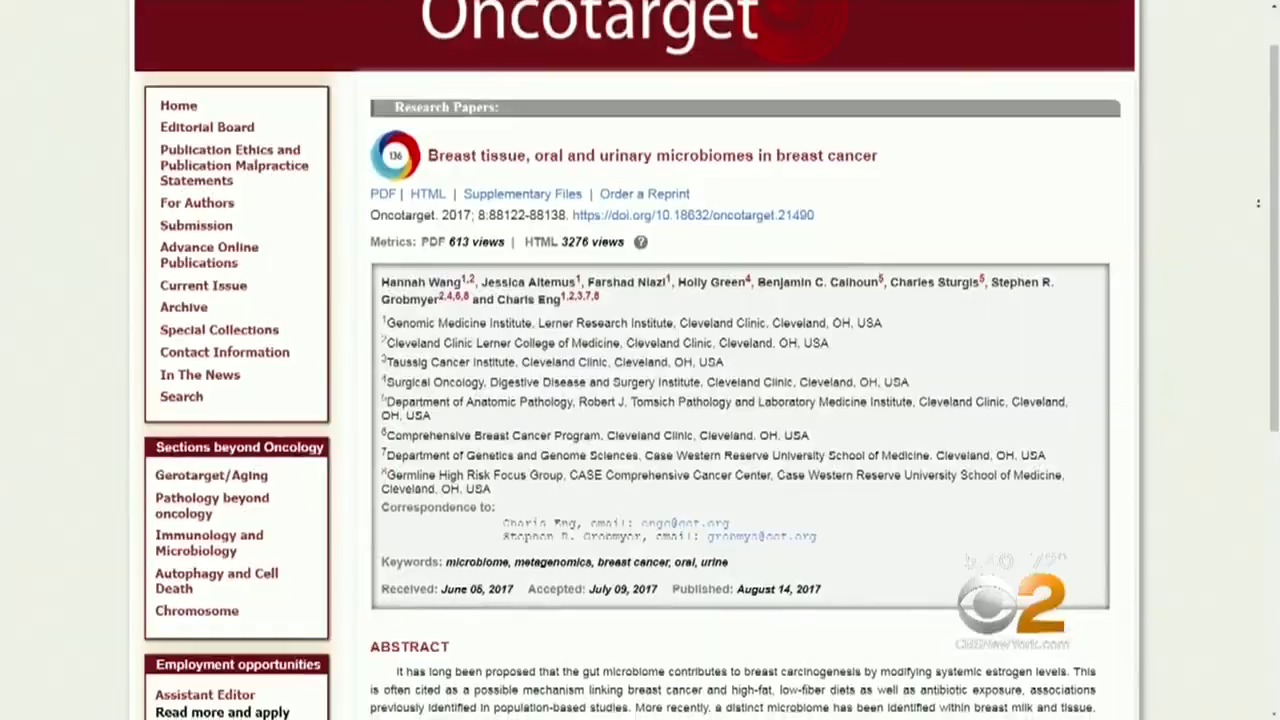 Oncotarget
Home
Editorial Board
Publication Ethics and
Publication Malpractice
Statements
For Authors
Submission
Advance Online
Publications
Current Issue
Archive
Special Collections
Contact Information
In The News
Search
Sections beyond Oncology
Gerotarget/Aging
Pathology beyond
oncology
Immunology and
Microbiology
Autophagy and Cell
Death
Chromosome
Employment opportunities
Assistant Editor
Read more and apply
Research Papers:
136
Breast tissue, oral and urinary microbiomes in breast cancer
PDF | HTML | Supplementary Files | Order a Reprint
Oncotarget. 2017; 8:88122-88138. https://doi.org/10.18632/oncotarget.21490
Metrics: PDF 613 views | HTML 3276 views ?
Hannah Wang1,2, Jessica Altemus1, Farshad Niazi1, Holly Green4, Benjamin C. Calhoun5, Charles Sturgis5, Stephen R.
Grobmyer2,4,6,8 and Charis Eng1,2,3,7,8
1Genomic Medicine Institute, Lerner Research Institute, Cleveland Clinic, Cleveland, OH, USA
2Cleveland Clinic Lerner College of Medicine, Cleveland Clinic, Cleveland, OH, USA
3Taussig Cancer Institute, Cleveland Clinic, Cleveland, OH, USA
4Surgical Oncology, Digestive Disease and Surgery Institute, Cleveland Clinic, Cleveland, OH, USA
5Department of Anatomic Pathology, Robert J. Tomsich Pathology and Laboratory Medicine Institute, Cleveland Clinic, Cleveland,
OH, USA
6Comprehensive Breast Cancer Program, Cleveland Clinic, Cleveland, OH, USA
7Department of Genetics and Genome Sciences, Case Western Reserve University School of Medicine, Cleveland, OH, USA
8Germline High Risk Focus Group, CASE Comprehensive Cancer Center, Case Western Reserve University School of Medicine,
Cleveland, OH, USA
Correspondence to:
Charis Eng, email:
Stephen R. Grobmyer, email:
Keywords: microbiome, metagenomics, breast cancer, oral, urine
Received: June 05, 2017 Accepted: July 09, 2017 Published: August 14, 2017
2
CBSNewYork.com
ABSTRACT
It has long been proposed that the gut microbiome contributes to breast carcinogenesis by modifying systemic estrogen levels. This
is often cited as a possible mechanism linking breast cancer and high-fat, low-fiber diets as well as antibiotic exposure, associations
previously identified in population-based studies. More recently, a distinct microbiome has been identified within breast milk and tissue.